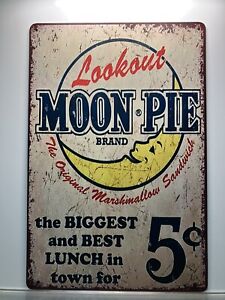 Lookout
MOON PIE
BRAND
The Original Marshmallow Sandwich
the BIGGEST
and BEST
LUNCH in
town for
5¢